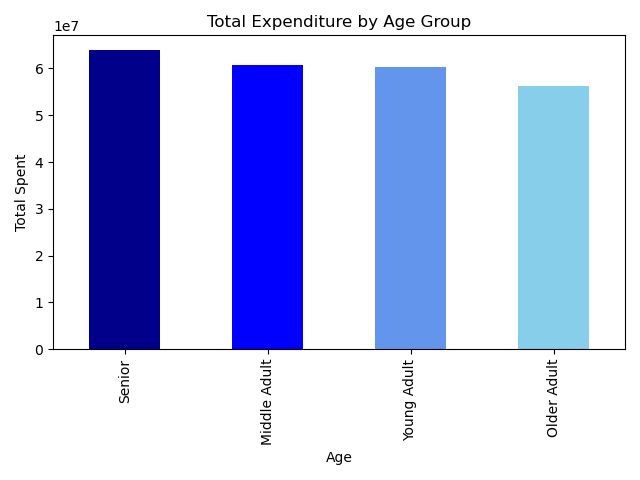 Total Expenditure by Age Group
1e7
6
5
4
3
2
1
0
Total Spent
Senior
Middle Adult
Young Adult
Older Adult
Age